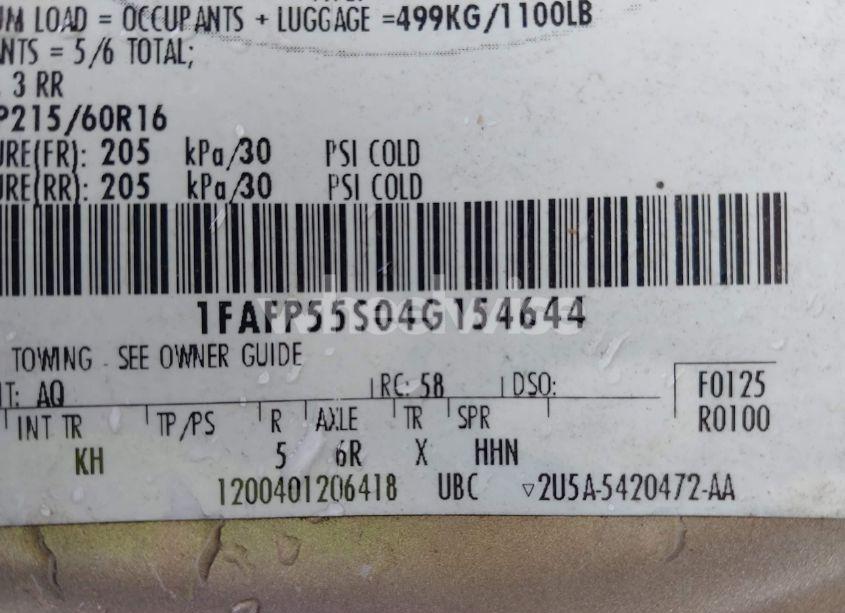 UM LOAD = OCCUPANTS + LUGGAGE =499KG/1100LB
ANTS = 5/6 TOTAL;
3 RR
P215/60R16
URE(FR): 205 kPa/30 PSI COLD
URE(RR): 205 kPa/30 PSI COLD
1FAFP55S04G154644
TOWING - SEE OWNER GUIDE
NT: AQ RC: 58 DSO: F0125
INT TR TP/PS R AXLE TR SPR R0100
KH 5 6R X HHN
1200401206418 UBC ▿2U5A-5420472-AA